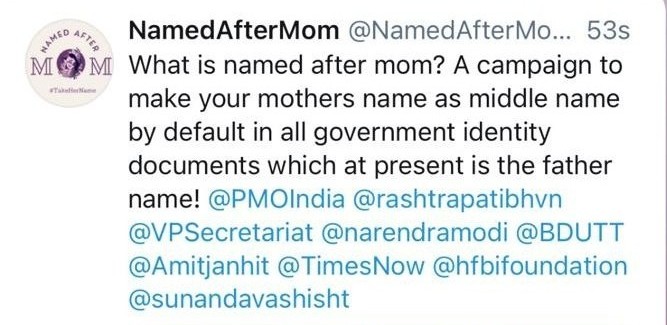 NAMED AFTER
M M
#TakeHerName
NamedAfterMom @NamedAfterMo... 53s
What is named after mom? A campaign to
make your mothers name as middle name
by default in all government identity
documents which at present is the father
name! @PMOIndia @rashtrapatibhvn
@VPSecretariat @narendramodi @BDUTT
@Amitjanhit @TimesNow @hfbifoundation
@sunandavashisht